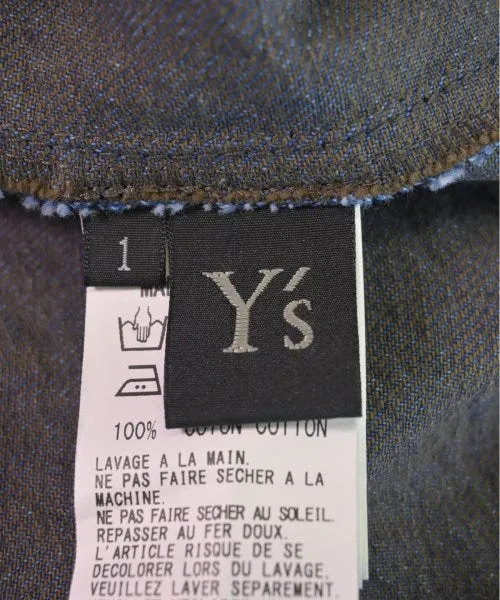 1
Y's
MA
100% COTON COTTON
LAVAGE A LA MAIN.
NE PAS FAIRE SECHER A LA
MACHINE.
NE PAS FAIRE SECHER AU SOLEIL.
REPASSER AU FER DOUX.
L'ARTICLE RISQUE DE SE
DECOLORER LORS DU LAVAGE.
VEUILLEZ LAVER SEPAREMENT.